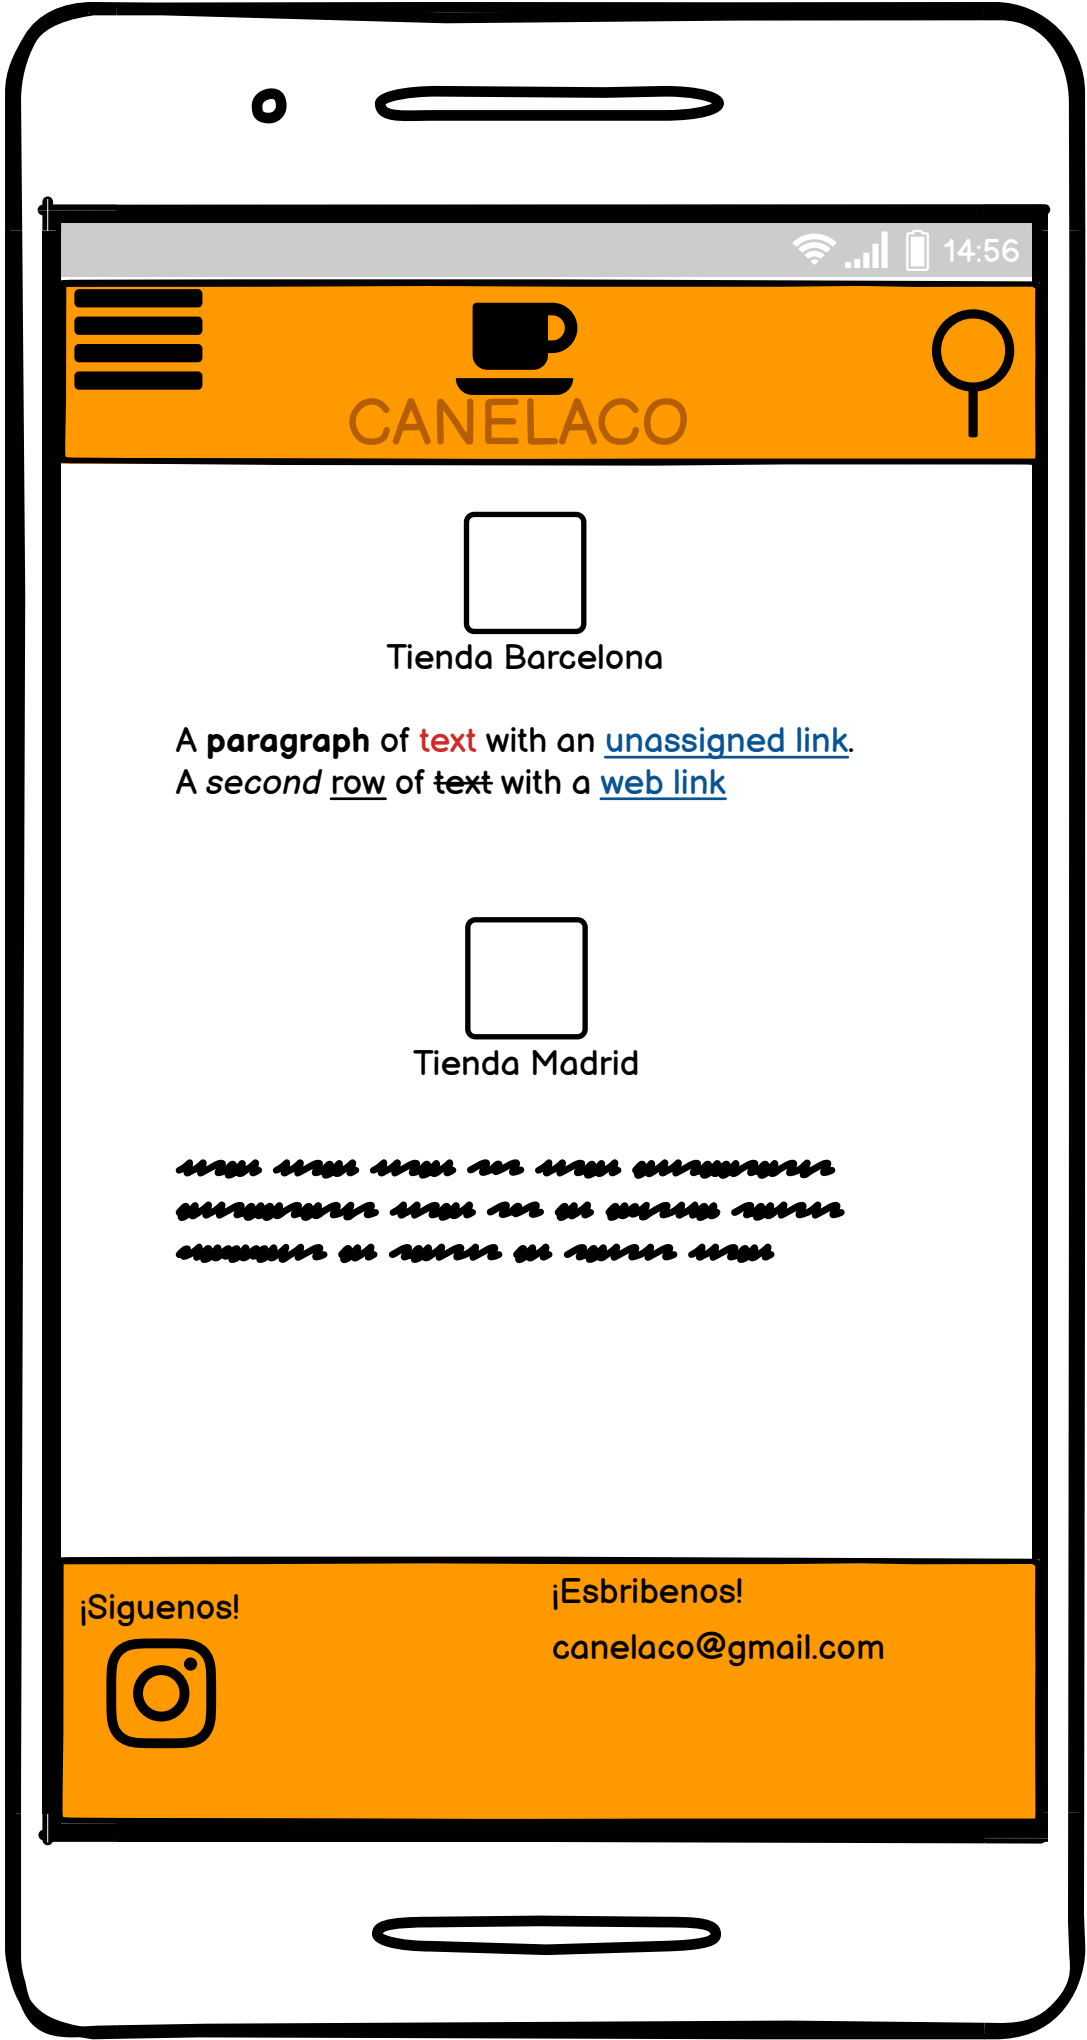 14:56
CANELACO
Tienda Barcelona
A paragraph of text with an unassigned link.
A second row of text with a web link
Tienda Madrid
¡Siguenos!
¡Esbribenos!
canelaco@gmail.com